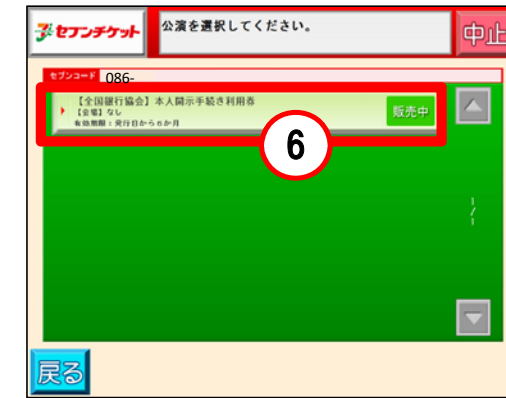 セブンチケット
公演を選択してください。
中止
セブンコード 086-
【全国銀行協会】本人開示手続き利用券
【会場】なし
有効期限：発行日から6か月
販売中
6
1/1
戻る